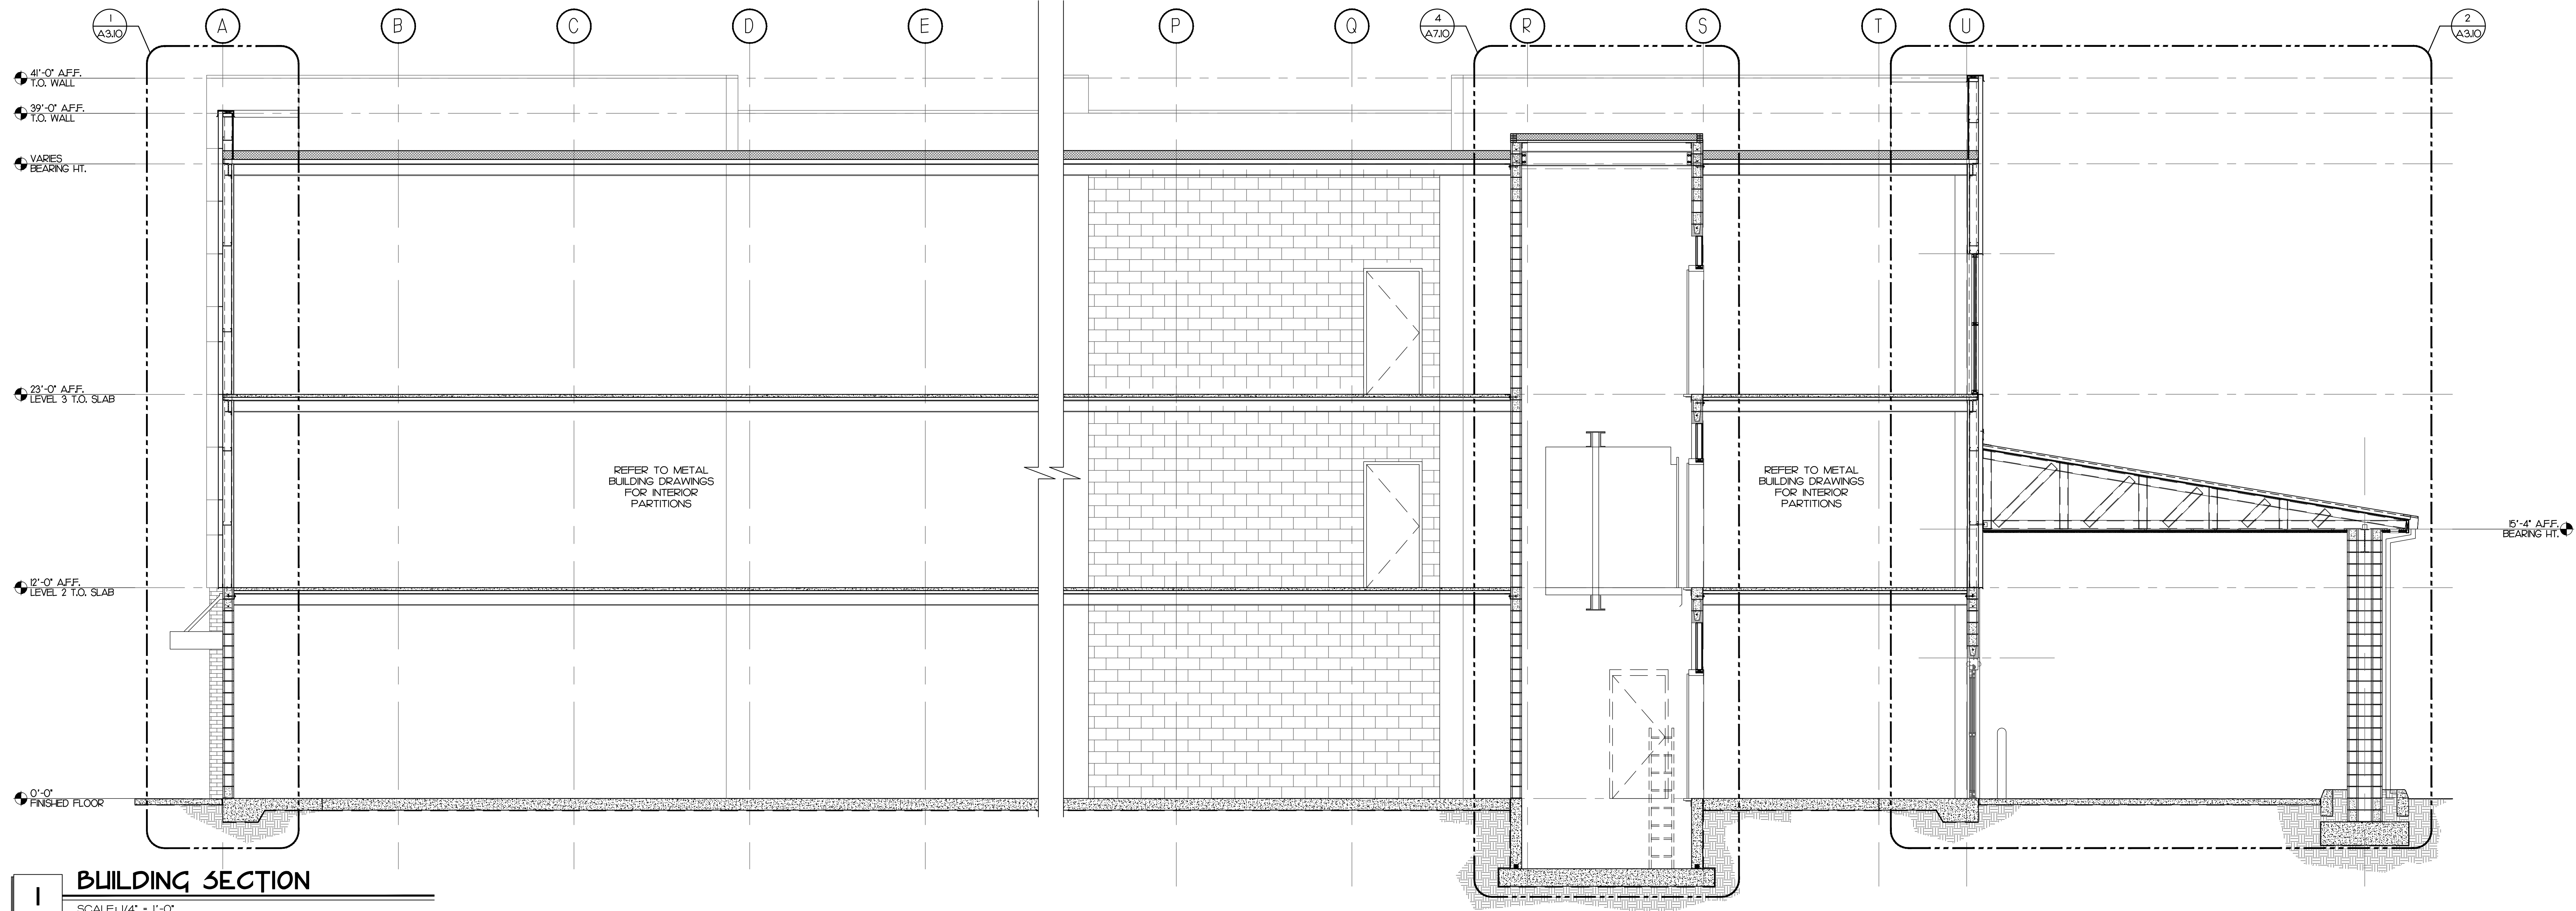 1
A3.10
A
B
C
D
E
P
Q
4
A7.10
R
S
T
U
2
A3.10
41'-0" A.F.F.
T.O. WALL
39'-0" A.F.F.
T.O. WALL
VARIES
BEARING HT.
23'-0" A.F.F.
LEVEL 3 T.O. SLAB
REFER TO METAL
BUILDING DRAWINGS
FOR INTERIOR
PARTITIONS
REFER TO METAL
BUILDING DRAWINGS
FOR INTERIOR
PARTITIONS
15'-4" A.F.F.
BEARING HT.
12'-0" A.F.F.
LEVEL 2 T.O. SLAB
0'-0"
FINISHED FLOOR
1
BUILDING SECTION
SCALE: 1/4" = 1'-0"